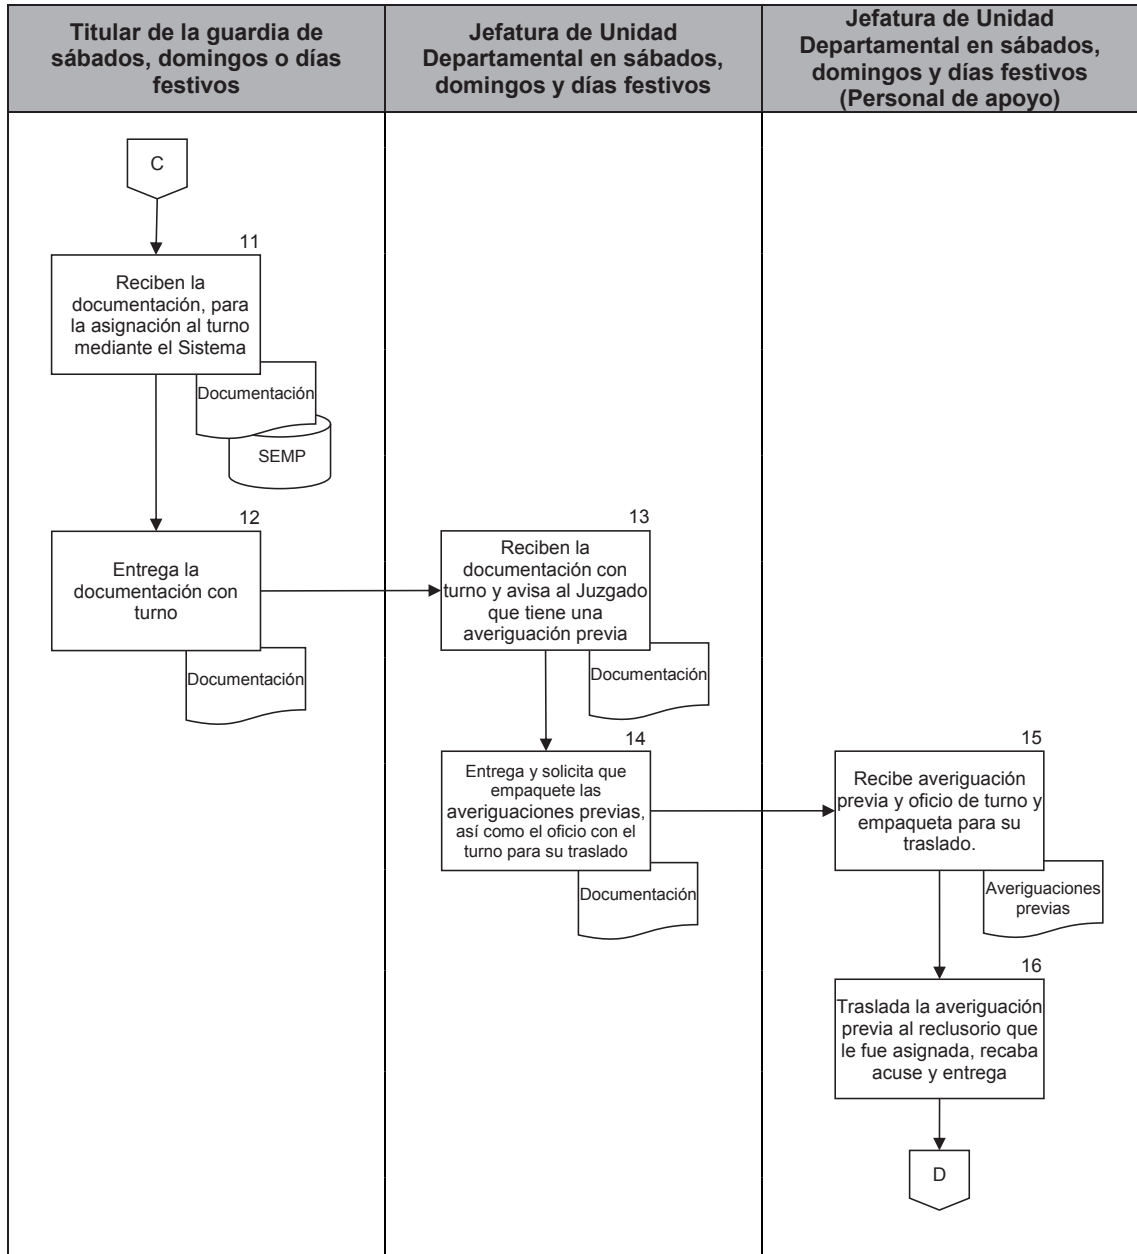 Titular de la guardia de
sábados, domingos o días
festivos
Jefatura de Unidad
Departamental en sábados,
domingos y días festivos
Jefatura de Unidad
Departamental en sábados,
domingos y días festivos
(Personal de apoyo)
C
11
Reciben la
documentación, para
la asignación al turno
mediante el Sistema
Documentación
SEMP
12
Entrega la
documentación con
turno
Documentación
13
Reciben la
documentación con
turno y avisa al Juzgado
que tiene una
averiguación previa
Documentación
14
Entrega y solicita que
empaquete las
averiguaciones previas,
así como el oficio con el
turno para su traslado
Documentación
15
Recibe averiguación
previa y oficio de turno y
empaqueta para su
traslado.
Averiguaciones
previas
16
Traslada la averiguación
previa al reclusorio que
le fue asignada, recaba
acuse y entrega
D